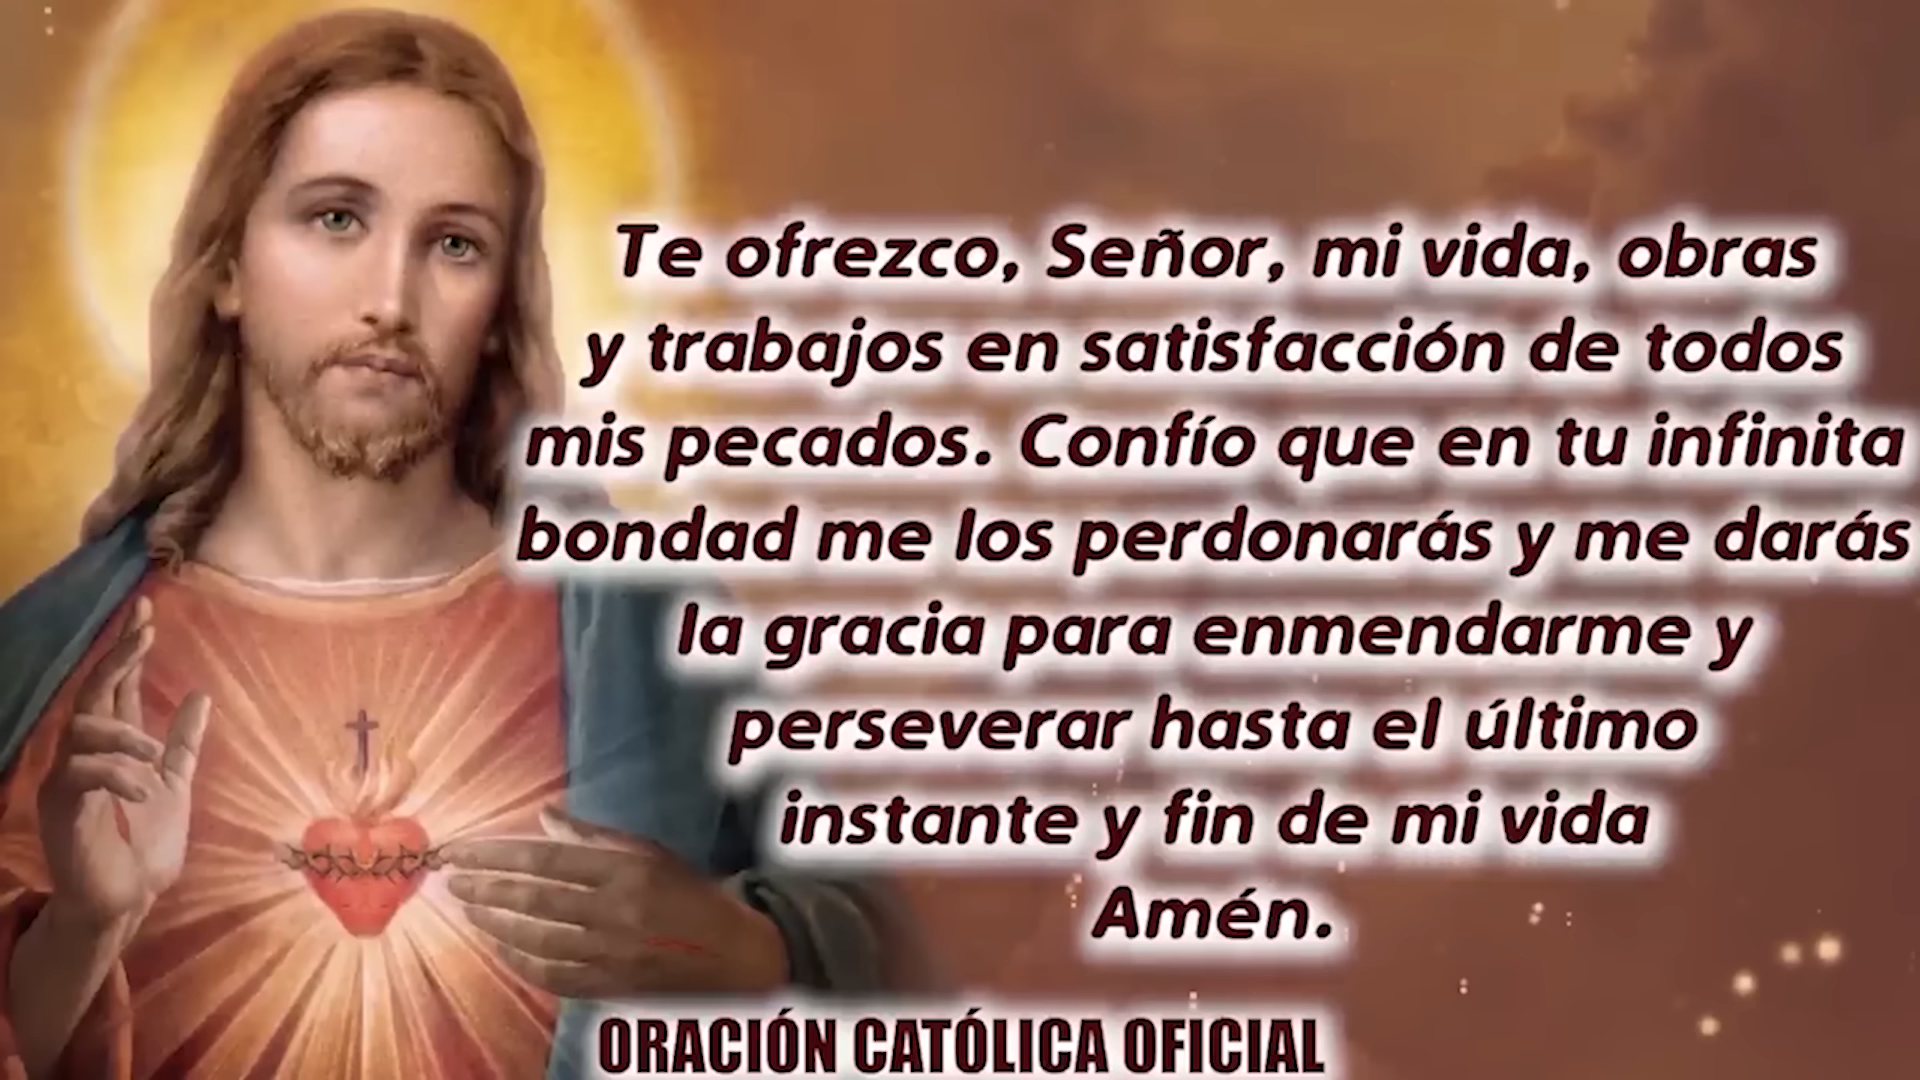 Te ofrezco, Señor, mi vida, obras
y trabajos en satisfacción de todos
mis pecados. Confío que en tu infinita
bondad me los perdonarás y me darás
la gracia para enmendarme y
perseverar hasta el último
instante y fin de mi vida
Amén.
ORACIÓN CATÓLICA OFICIAL